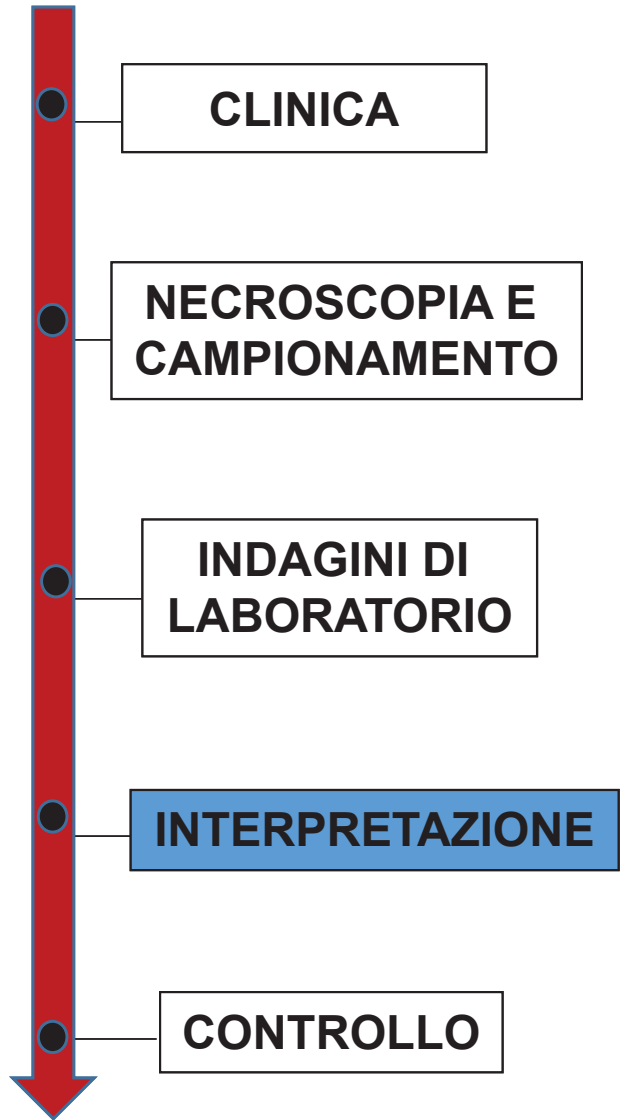 CLINICA
NECROSCOPIA E
CAMPIONAMENTO
INDAGINI DI
LABORATORIO
INTERPRETAZIONE
CONTROLLO